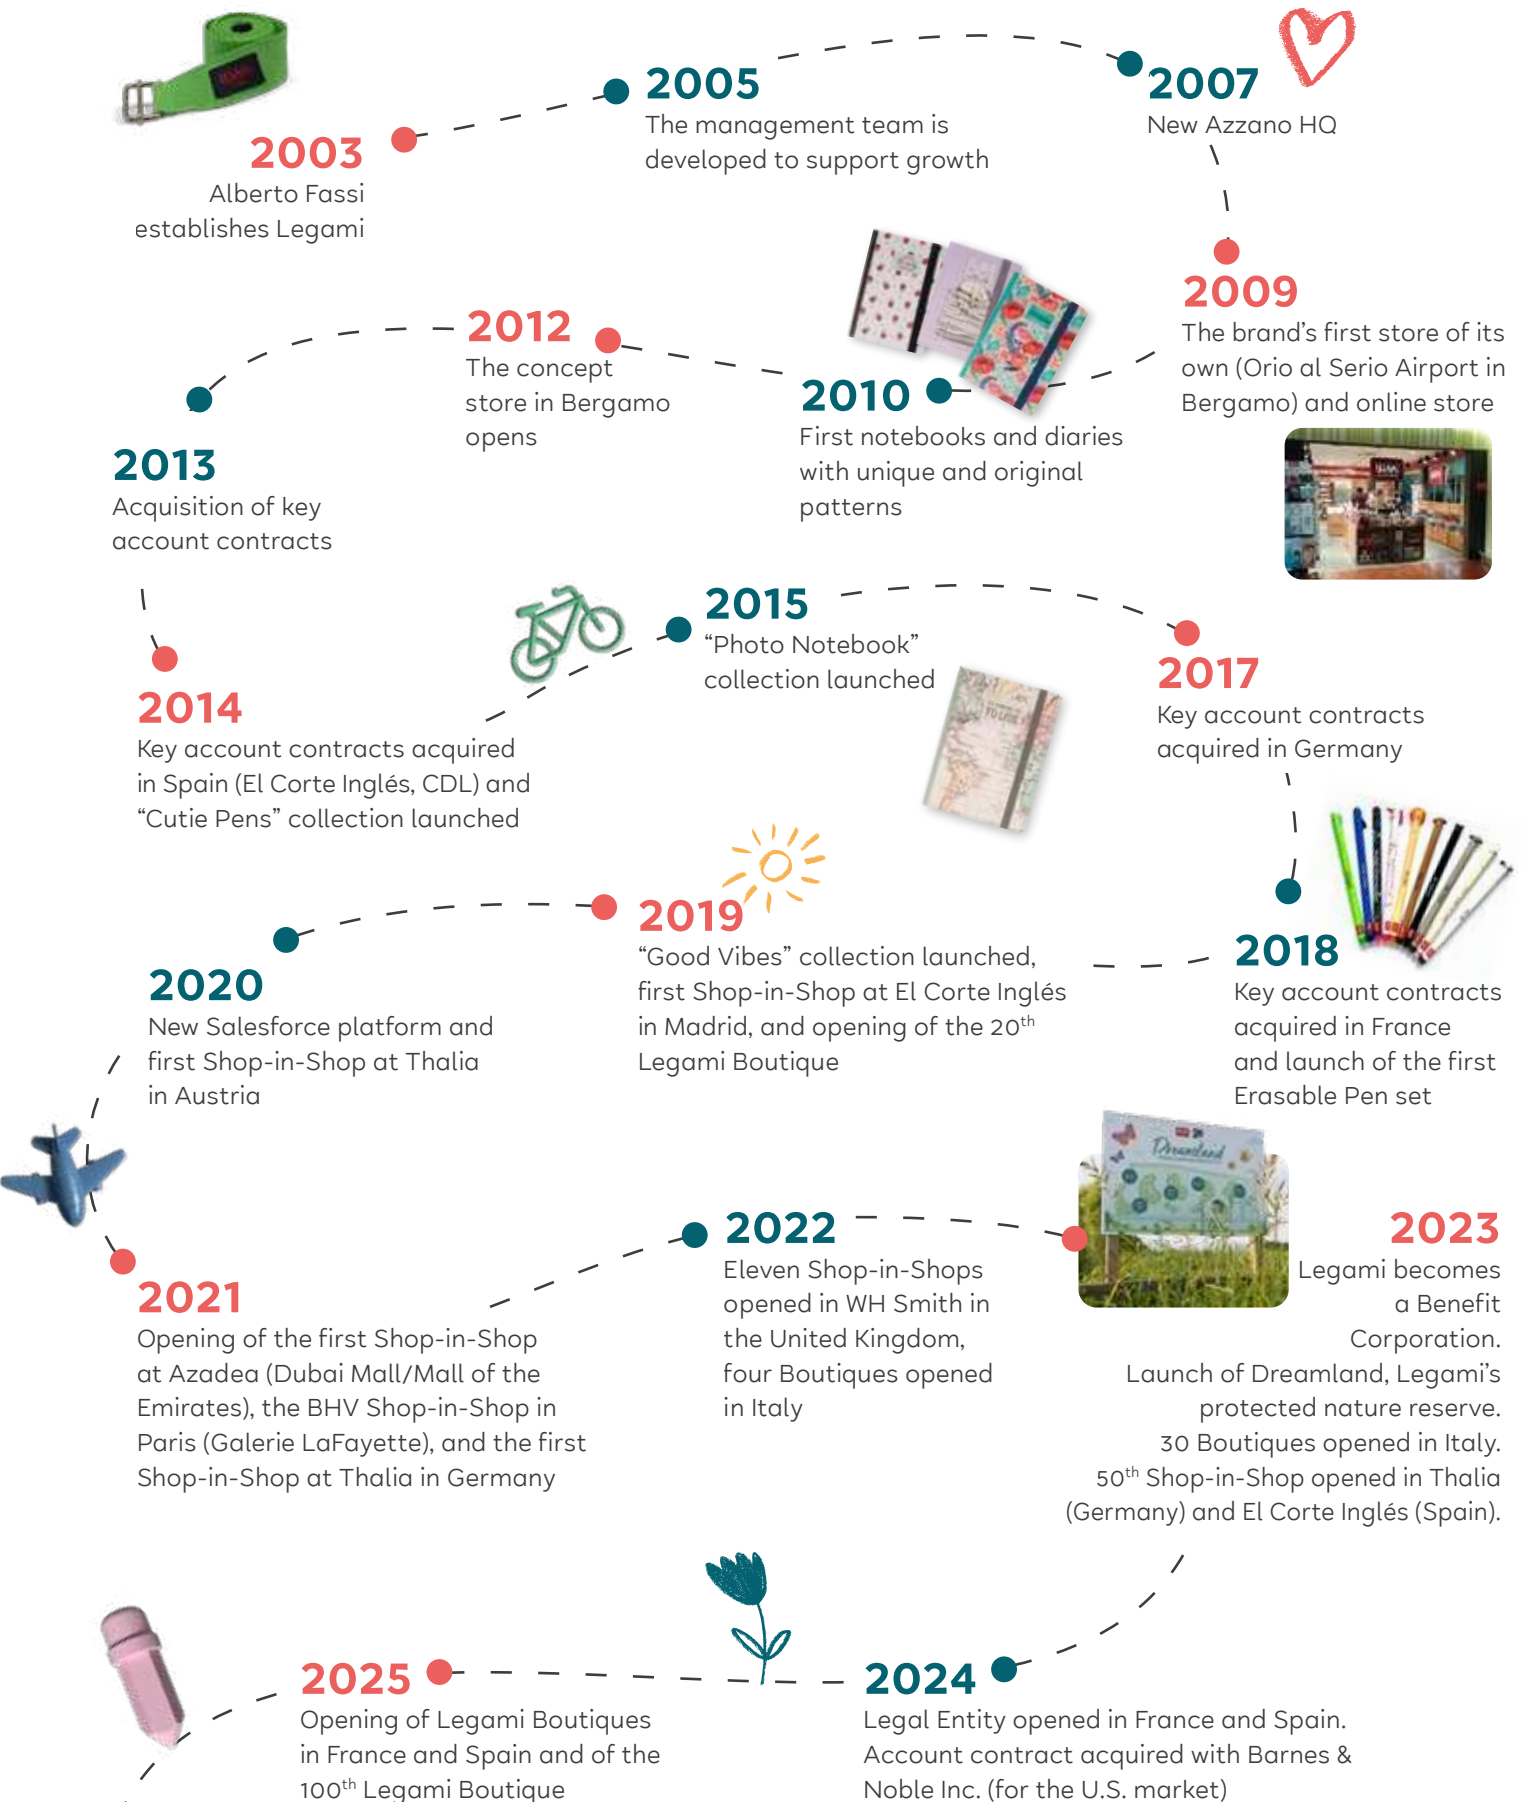 2003
Alberto Fassi
establishes Legami
2005
The management team is
developed to support growth
2007
New Azzano HQ
2009
The brand’s first store of its
own (Orio al Serio Airport in
Bergamo) and online store
2010
First notebooks and diaries
with unique and original
patterns
2012
The concept
store in Bergamo
opens
2013
Acquisition of key
account contracts
2014
Key account contracts acquired
in Spain (El Corte Inglés, CDL) and
“Cutie Pens” collection launched
2015
“Photo Notebook”
collection launched
2017
Key account contracts
acquired in Germany
2018
Key account contracts
acquired in France
and launch of the first
Erasable Pen set
2019
“Good Vibes” collection launched,
first Shop-in-Shop at El Corte Inglés
in Madrid, and opening of the 20th
Legami Boutique
2020
New Salesforce platform and
first Shop-in-Shop at Thalia
in Austria
2021
Opening of the first Shop-in-Shop
at Azadea (Dubai Mall/Mall of the
Emirates), the BHV Shop-in-Shop in
Paris (Galerie LaFayette), and the first
Shop-in-Shop at Thalia in Germany
2022
Eleven Shop-in-Shops
opened in WH Smith in
the United Kingdom,
four Boutiques opened
in Italy
Dreamland
2023
Legami becomes
a Benefit
Corporation.
Launch of Dreamland, Legami’s
protected nature reserve.
30 Boutiques opened in Italy.
50th Shop-in-Shop opened in Thalia
(Germany) and El Corte Inglés (Spain).
2024
Legal Entity opened in France and Spain.
Account contract acquired with Barnes &
Noble Inc. (for the U.S. market)
2025
Opening of Legami Boutiques
in France and Spain and of the
100th Legami Boutique